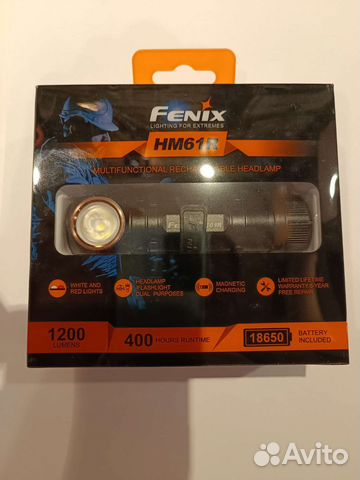 FENIX
LIGHTING FOR EXTREMES
HM61R
MULTIFUNCTIONAL RECHARGEABLE HEADLAMP
WHITE AND
RED LIGHTS
HEADLAMP
FLASHLIGHT
DUAL PURPOSES
MAGNETIC
CHARGING
LIMITED LIFETIME
WARRANTY 5 YEAR
FREE REPAIR
1200
LUMENS
400 HOURS RUNTIME
18650
BATTERY
INCLUDED
Avito